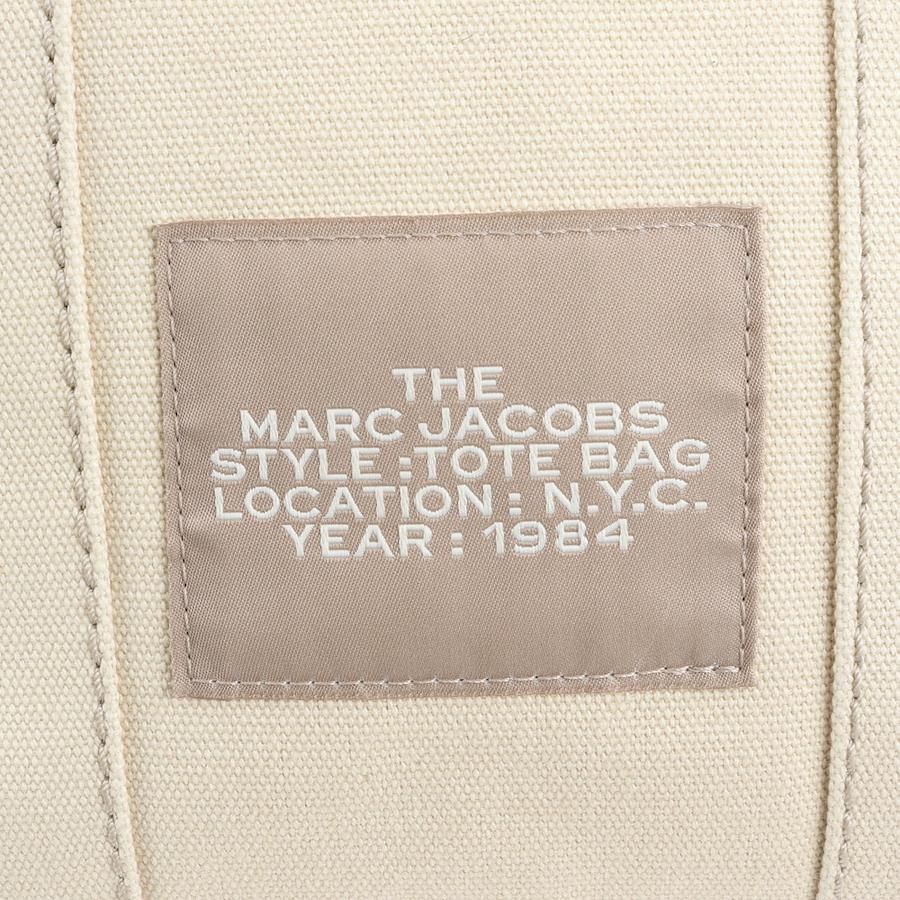 THE
MARC JACOBS
STYLE :TOTE BAG
LOCATION : N.Y.C.
YEAR : 1984